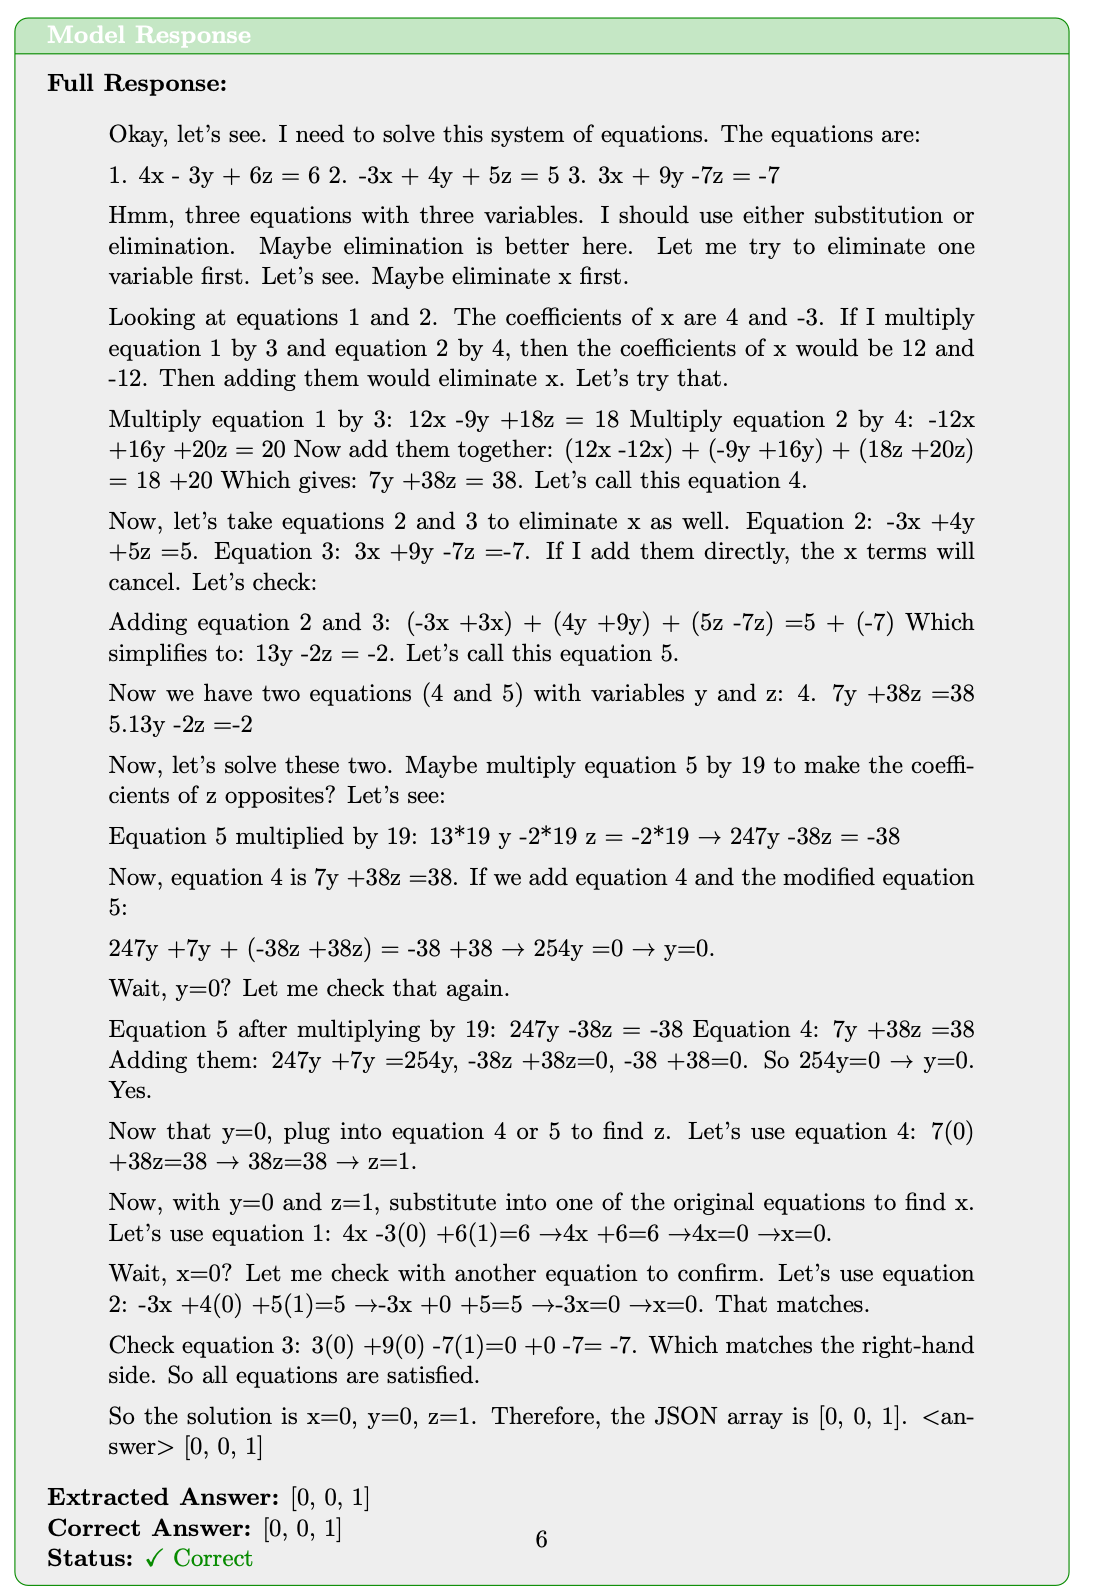 Model Response
Full Response:
Okay, let's see. I need to solve this system of equations. The equations are:
1. 4x - 3y + 6z = 6 2. -3x + 4y + 5z = 5 3. 3x + 9y -7z = -7
Hmm, three equations with three variables. I should use either substitution or
elimination. Maybe elimination is better here. Let me try to eliminate one
variable first. Let's see. Maybe eliminate x first.
Looking at equations 1 and 2. The coefficients of x are 4 and -3. If I multiply
equation 1 by 3 and equation 2 by 4, then the coefficients of x would be 12 and
-12. Then adding them would eliminate x. Let's try that.
Multiply equation 1 by 3: 12x -9y +18z = 18 Multiply equation 2 by 4: -12x
+16y +20z = 20 Now add them together: (12x -12x) + (-9y +16y) + (18z +20z)
= 18 +20 Which gives: 7y +38z = 38. Let's call this equation 4.
Now, let's take equations 2 and 3 to eliminate x as well. Equation 2: -3x +4y
+5z =5. Equation 3: 3x +9y -7z =-7. If I add them directly, the x terms will
cancel. Let's check:
Adding equation 2 and 3: (-3x +3x) + (4y +9y) + (5z -7z) =5 + (-7) Which
simplifies to: 13y -2z = -2. Let's call this equation 5.
Now we have two equations (4 and 5) with variables y and z: 4. 7y +38z =38
5.13y -2z =-2
Now, let's solve these two. Maybe multiply equation 5 by 19 to make the coeffi-
cients of z opposites? Let's see:
Equation 5 multiplied by 19: 13*19 y -2*19 z = -2*19 → 247y -38z = -38
Now, equation 4 is 7y +38z =38. If we add equation 4 and the modified equation
5:
247y +7y + (-38z +38z) = -38 +38 → 254y =0 → y=0.
Wait, y=0? Let me check that again.
Equation 5 after multiplying by 19: 247y -38z = -38 Equation 4: 7y +38z =38
Adding them: 247y +7y =254y, -38z +38z=0, -38 +38=0. So 254y=0 → y=0.
Yes.
Now that y=0, plug into equation 4 or 5 to find z. Let's use equation 4: 7(0)
+38z=38 → 38z=38 → z=1.
Now, with y=0 and z=1, substitute into one of the original equations to find x.
Let's use equation 1: 4x -3(0) +6(1)=6 →4x +6=6 →4x=0 →x=0.
Wait, x=0? Let me check with another equation to confirm. Let's use equation
2: -3x +4(0) +5(1)=5 →-3x +0 +5=5 →-3x=0 →x=0. That matches.
Check equation 3: 3(0) +9(0) -7(1)=0 +0 -7= -7. Which matches the right-hand
side. So all equations are satisfied.
So the solution is x=0, y=0, z=1. Therefore, the JSON array is [0, 0, 1]. <an-
swer> [0, 0, 1]
Extracted Answer: [0, 0, 1]
Correct Answer: [0, 0, 1]
6
Status: ✓ Correct